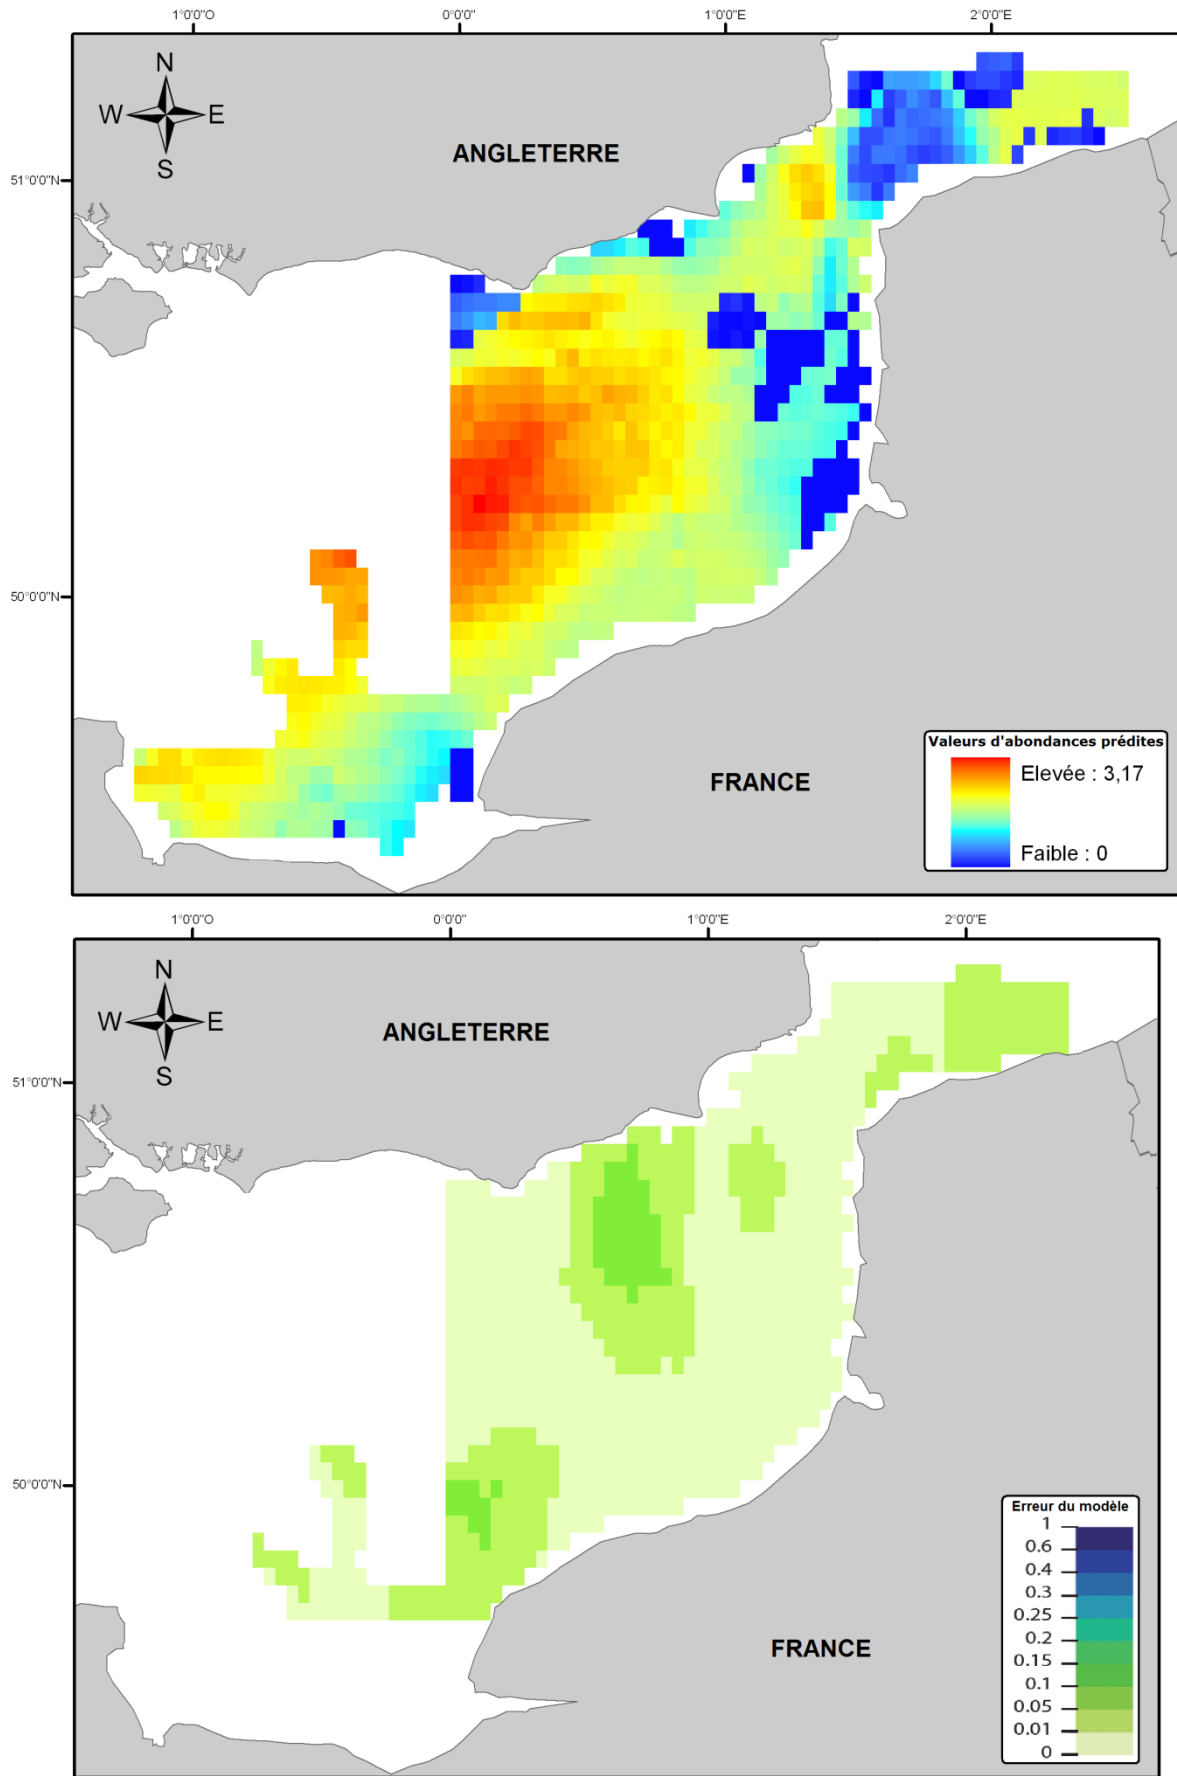 1°0'0"O 0°0'0" 1°0'0"E 2°0'0"E
N
W E
S
ANGLETERRE
51°0'0"N
50°0'0"N
FRANCE
Valeurs d'abondances prédites
Elevée : 3,17
Faible : 0
1°0'0"O 0°0'0" 1°0'0"E 2°0'0"E
N
W E
S
ANGLETERRE
51°0'0"N
50°0'0"N
FRANCE
Erreur du modèle
1
0.6
0.4
0.3
0.25
0.2
0.15
0.1
0.05
0.01
0